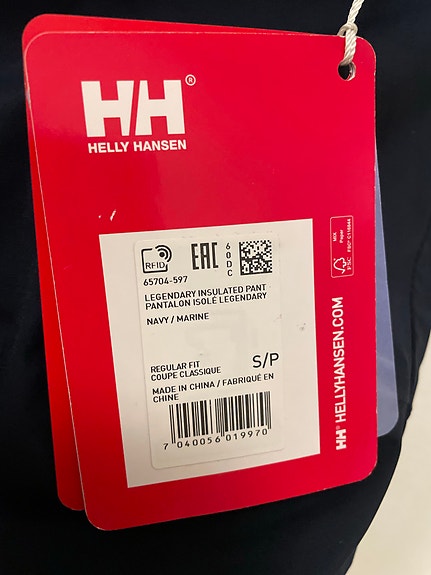 HH®
HELLY HANSEN
RFID
EAC
60DC
65704-597
LEGENDARY INSULATED PANT
PANTALON ISOLÉ LEGENDARY
NAVY / MARINE
REGULAR FIT
COUPE CLASSIQUE
S/P
MADE IN CHINA / FABRIQUÉ EN
CHINE
7 040056 019970
MIX
Paper
FSC® C114844
HH® HELLYHANSEN.COM